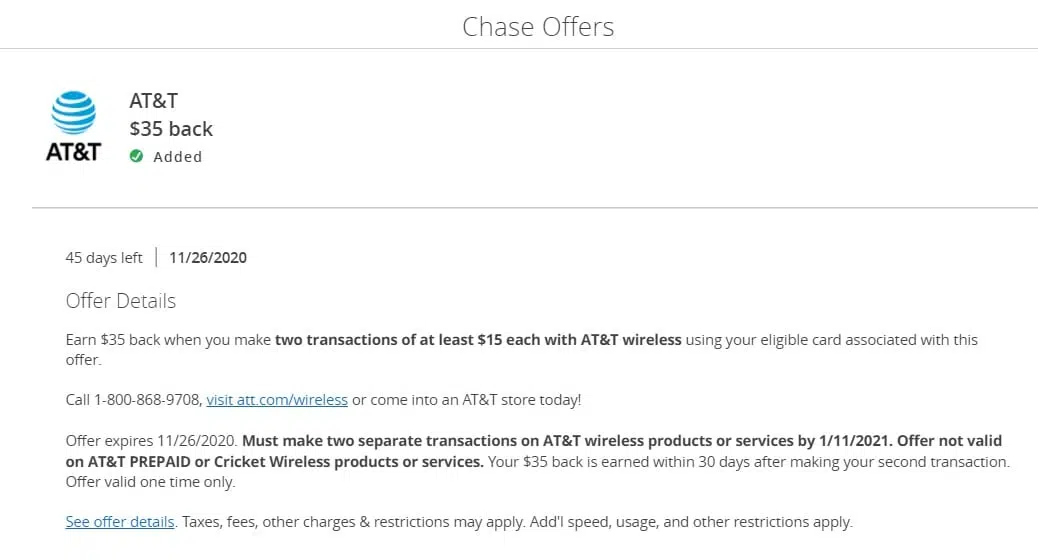 Chase Offers
AT&T
$35 back
Added
AT&T
45 days left | 11/26/2020
Offer Details
Earn $35 back when you make two transactions of at least $15 each with AT&T wireless using your eligible card associated with this
offer.
Call 1-800-868-9708, visit att.com/wireless or come into an AT&T store today!
Offer expires 11/26/2020. Must make two separate transactions on AT&T wireless products or services by 1/11/2021. Offer not valid
on AT&T PREPAID or Cricket Wireless products or services. Your $35 back is earned within 30 days after making your second transaction.
Offer valid one time only.
See offer details. Taxes, fees, other charges & restrictions may apply. Add'l speed, usage, and other restrictions apply.